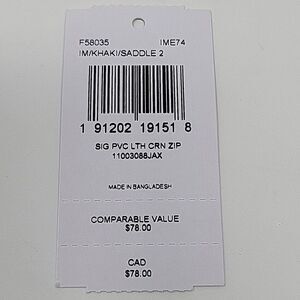 F58035 IME74
IM/KHAKI/SADDLE 2
1 91202 19151 8
SIG PVC LTH CRN ZIP
11003088JAX
MADE IN BANGLADESH
COMPARABLE VALUE
$78.00
CAD
$78.00